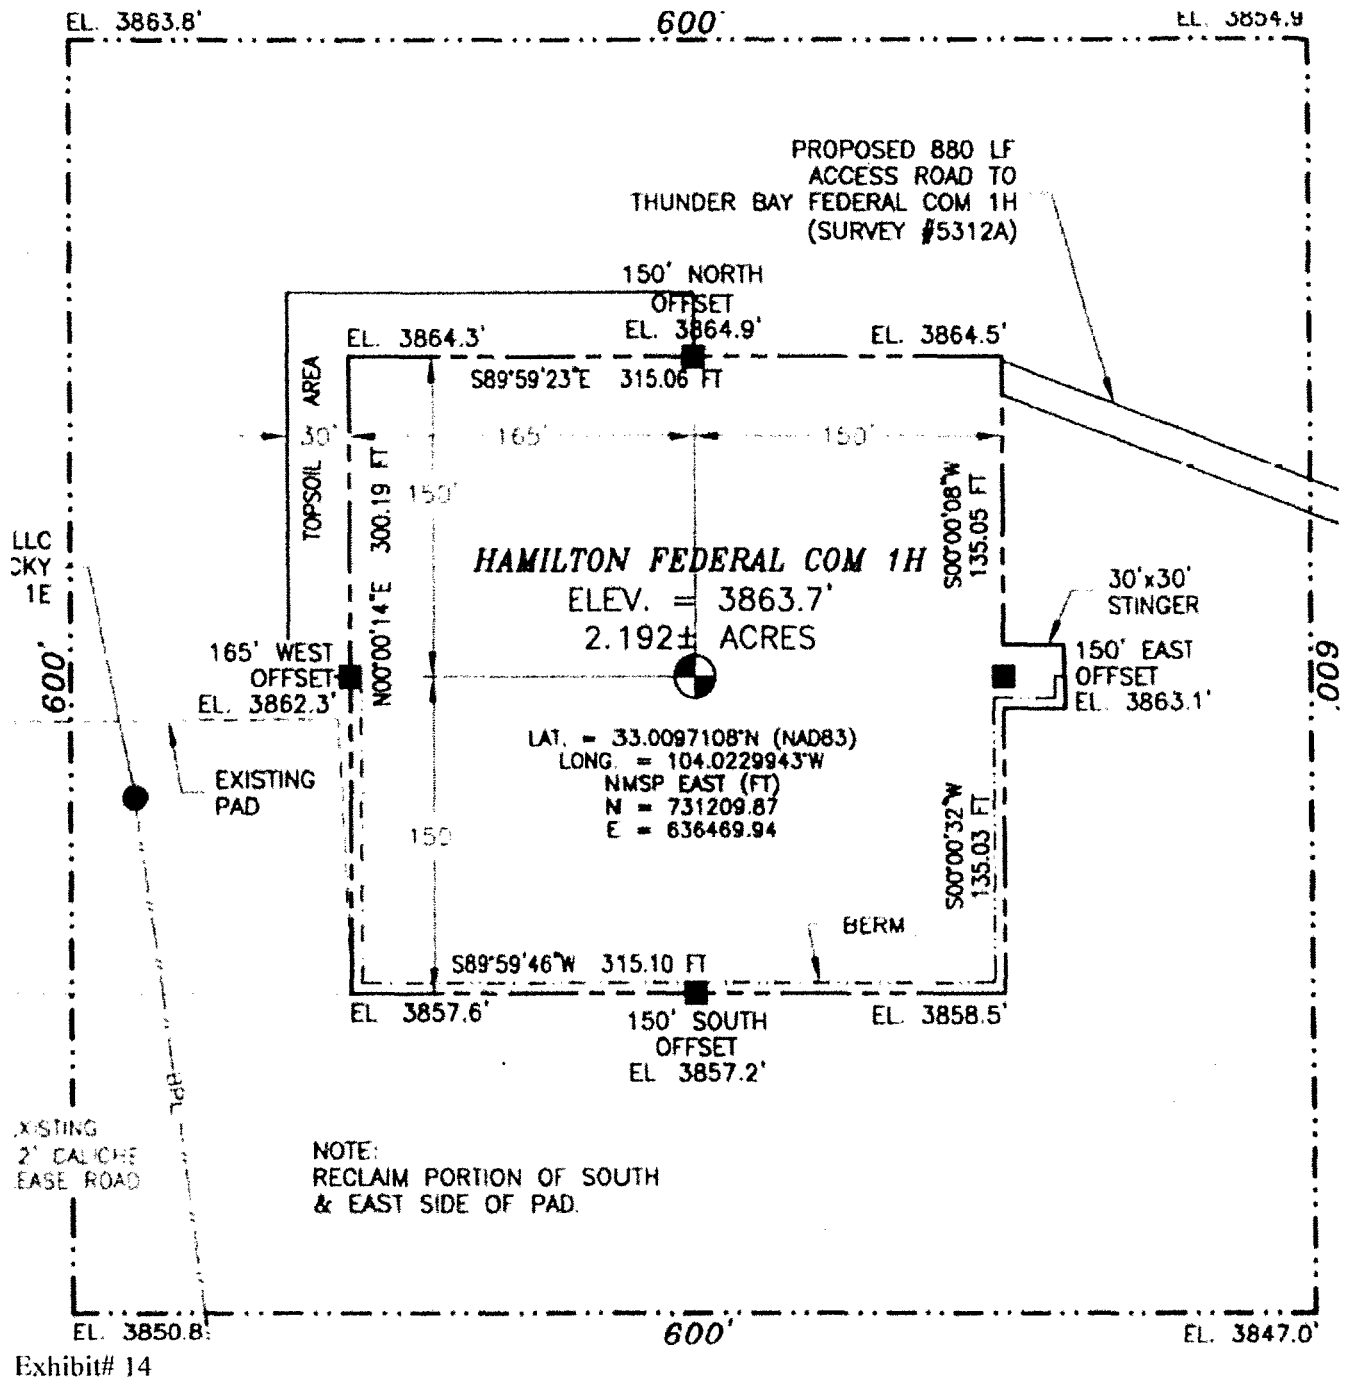 EL. 3863.8'
600'
EL. 3854.9
PROPOSED 880 LF
ACCESS ROAD TO
THUNDER BAY FEDERAL COM 1H
(SURVEY #5312A)
150' NORTH
OFFSET
EL. 3864.9'
EL. 3864.3'
EL. 3864.5'
S89°59'23"E 315.06 FT
TOPSOIL AREA
30'
165'
150'
N00°00'14"E 300.19 FT
150'
S00°00'08"W
135.05 FT
LLC
CKY
1E
HAMILTON FEDERAL COM 1H
ELEV. = 3863.7'
2.192± ACRES
30'x30'
STINGER
600'
165' WEST
OFFSET
EL. 3862.3'
150' EAST
OFFSET
EL. 3863.1'
600'
LAT. = 33.0097108°N (NAD83)
LONG. = 104.0229943°W
NMSP EAST (FT)
N = 731209.87
E = 636469.94
EXISTING
PAD
150
S00°00'32"W
135.03 FT
BERM
S89°59'46"W 315.10 FT
EL 3857.6'
150' SOUTH
OFFSET
EL 3857.2'
EL. 3858.5'
HPL
XISTING
2' CALICHE
EASE ROAD
NOTE:
RECLAIM PORTION OF SOUTH
& EAST SIDE OF PAD.
EL. 3850.8'
600'
EL. 3847.0'
Exhibit# 14